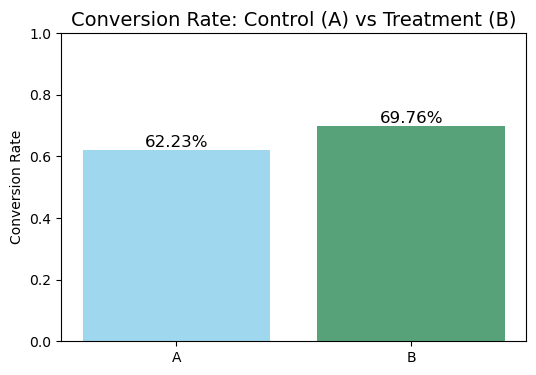 Conversion Rate: Control (A) vs Treatment (B)
1.0
0.8
0.6
0.4
0.2
0.0
Conversion Rate
62.23%
69.76%
A
B